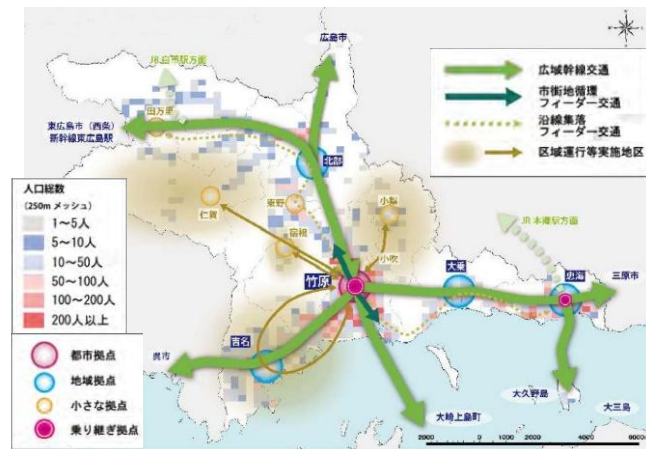 広島市
JR白市駅方面
田万里
東広島市（西条）
新幹線東広島駅
北部
広域幹線交通
市街地循環
フィーダー交通
沿線集落
フィーダー交通
区域運行等実施地区
人口総数
(250m メッシュ)
1～5人
5～10人
10～50人
50～100人
100～200人
200人以上
仁賀
東野
宿根
小梨
小吹
JR本郷駅方面
竹原
大乗
忠海
三原市
都市拠点
地域拠点
小さな拠点
乗り継ぎ拠点
吉名
呉市
大崎上島町
大久野島
大三島
2000 0 2000 4000 6000